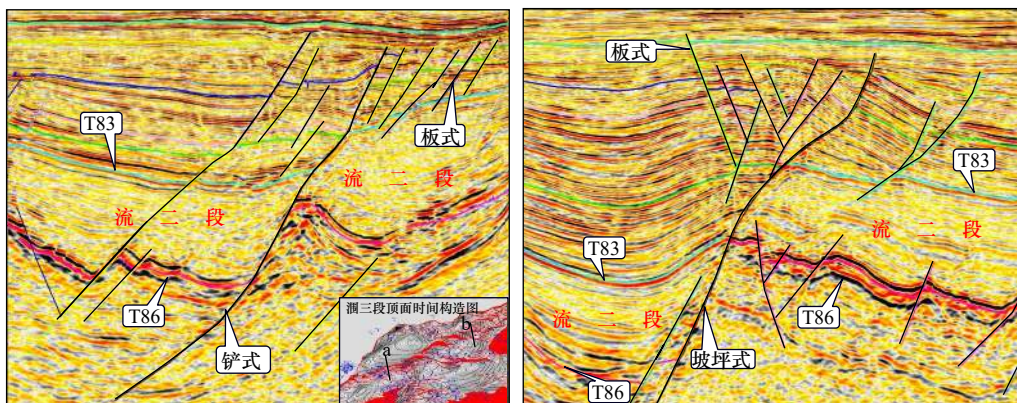 板式
T83
流 二 段
流 二 段
T86
铲式
涠三段顶面时间构造图
a
b
板式
T83
流 二 段
T83
流 二 段
T86
坡坪式
T86